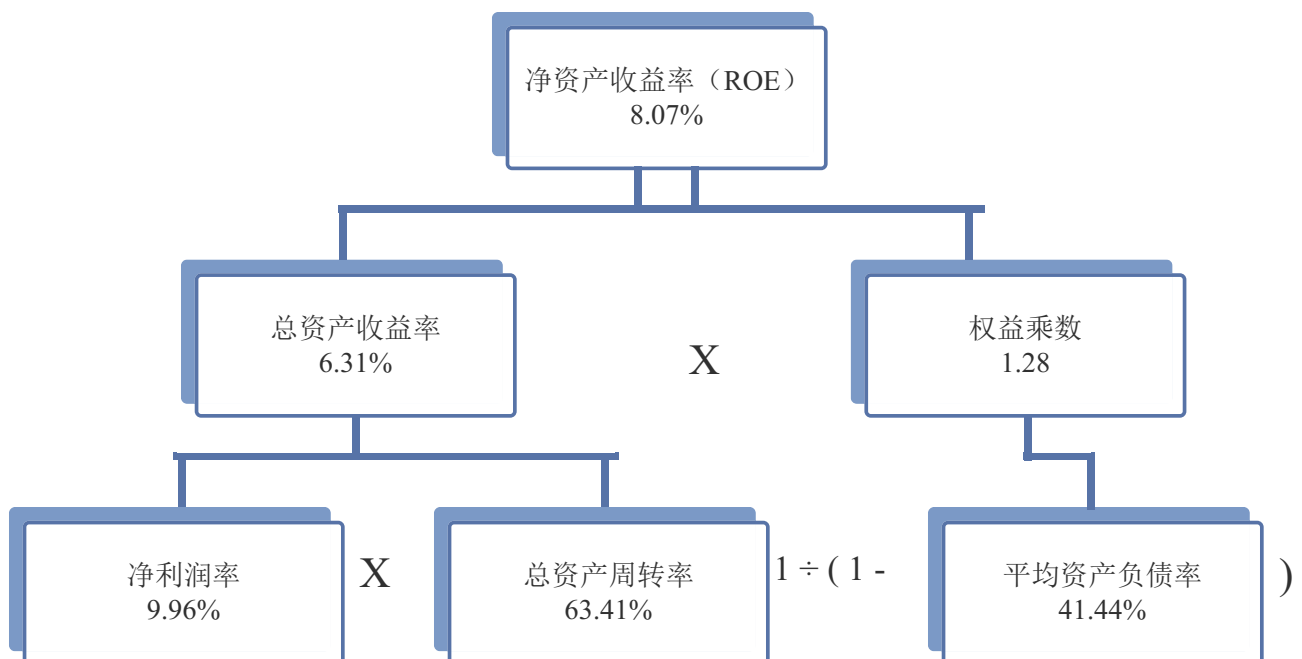 净资产收益率（ROE）
8.07%
总资产收益率
6.31%
X
权益乘数
1.28
净利润率
9.96%
X
总资产周转率
63.41%
1 ÷ ( 1 -
平均资产负债率
41.44%
)